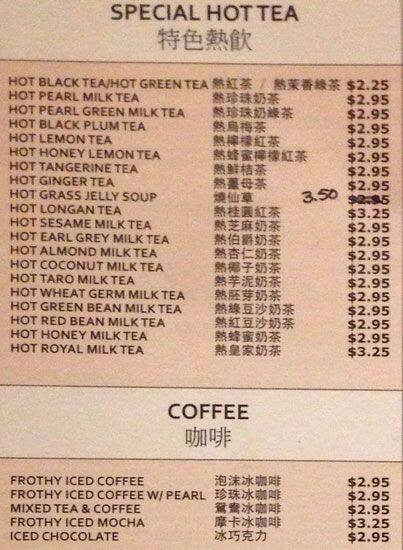 SPECIAL HOT TEA
特色熱飲
HOT BLACK TEA/HOT GREEN TEA 熱紅茶 / 熱茉香綠茶 $2.25
HOT PEARL MILK TEA 熱珍珠奶茶 $2.95
HOT PEARL GREEN MILK TEA 熱珍珠奶綠茶 $2.95
HOT BLACK PLUM TEA 熱烏梅茶 $2.95
HOT LEMON TEA 熱檸檬紅茶 $2.95
HOT HONEY LEMON TEA 熱蜂蜜檸檬紅茶 $2.95
HOT TANGERINE TEA 熱鮮桔茶 $2.95
HOT GINGER TEA 熱薑母茶 $2.95
HOT GRASS JELLY SOUP 燒仙草 3.50 $2.95
HOT LONGAN TEA 熱桂圓紅茶 $3.25
HOT SESAME MILK TEA 熱芝麻奶茶 $2.95
HOT EARL GREY MILK TEA 熱伯爵奶茶 $2.95
HOT ALMOND MILK TEA 熱杏仁奶茶 $2.95
HOT COCONUT MILK TEA 熱椰子奶茶 $2.95
HOT TARO MILK TEA 熱芋泥奶茶 $2.95
HOT WHEAT GERM MILK TEA 熱胚芽奶茶 $2.95
HOT GREEN BEAN MILK TEA 熱綠豆沙奶茶 $2.95
HOT RED BEAN MILK TEA 熱紅豆沙奶茶 $2.95
HOT HONEY MILK TEA 熱蜂蜜奶茶 $2.95
HOT ROYAL MILK TEA 熱皇家奶茶 $3.25
COFFEE
咖啡
FROTHY ICED COFFEE 泡沫冰咖啡 $2.95
FROTHY ICED COFFEE W/ PEARL 珍珠冰咖啡 $2.95
MIXED TEA & COFFEE 鴛鴦冰咖啡 $2.95
FROTHY ICED MOCHA 摩卡冰咖啡 $3.25
ICED CHOCOLATE 冰巧克力 $2.95